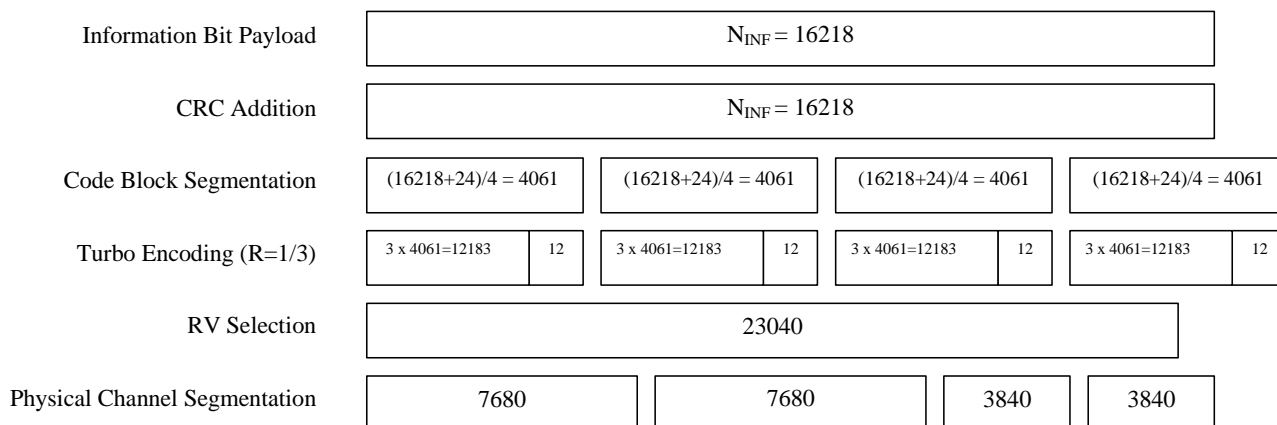 Information Bit Payload
N_INF = 16218
CRC Addition
N_INF = 16218
Code Block Segmentation
(16218+24)/4 = 4061
(16218+24)/4 = 4061
(16218+24)/4 = 4061
(16218+24)/4 = 4061
Turbo Encoding (R=1/3)
3 x 4061=12183
12
3 x 4061=12183
12
3 x 4061=12183
12
3 x 4061=12183
12
RV Selection
23040
Physical Channel Segmentation
7680
7680
3840
3840